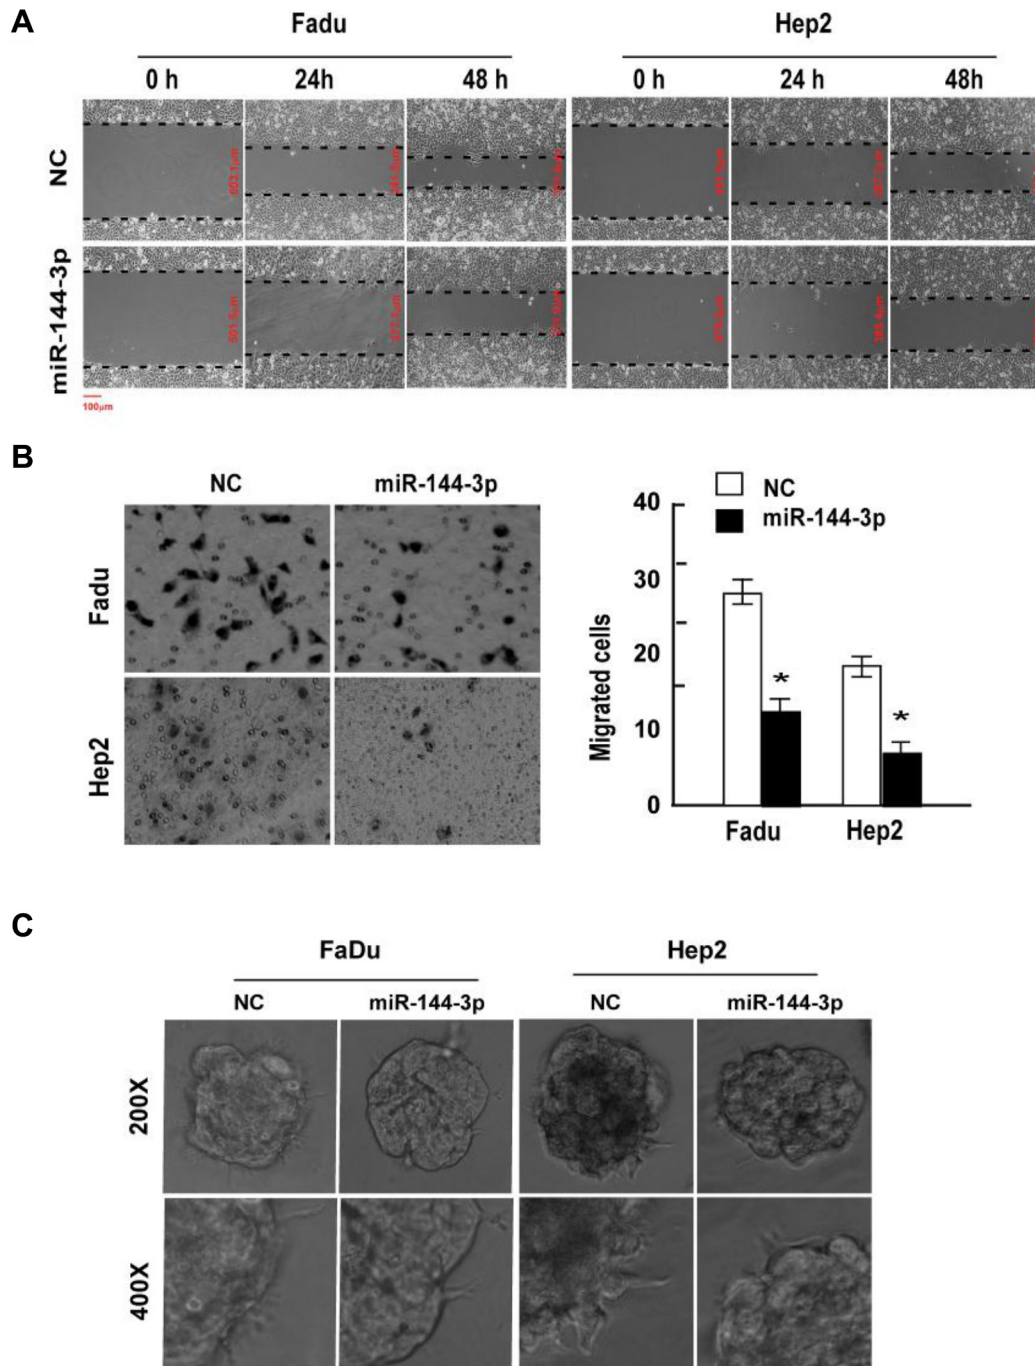 A
Fadu
Hep2
0 h
24h
48 h
0 h
24 h
48h
NC
miR-144-3p
100μm
B
NC
miR-144-3p
Fadu
Hep2
NC
miR-144-3p
40
30
20
10
0
Migrated cells
*
*
Fadu
Hep2
C
FaDu
Hep2
NC
miR-144-3p
NC
miR-144-3p
200X
400X